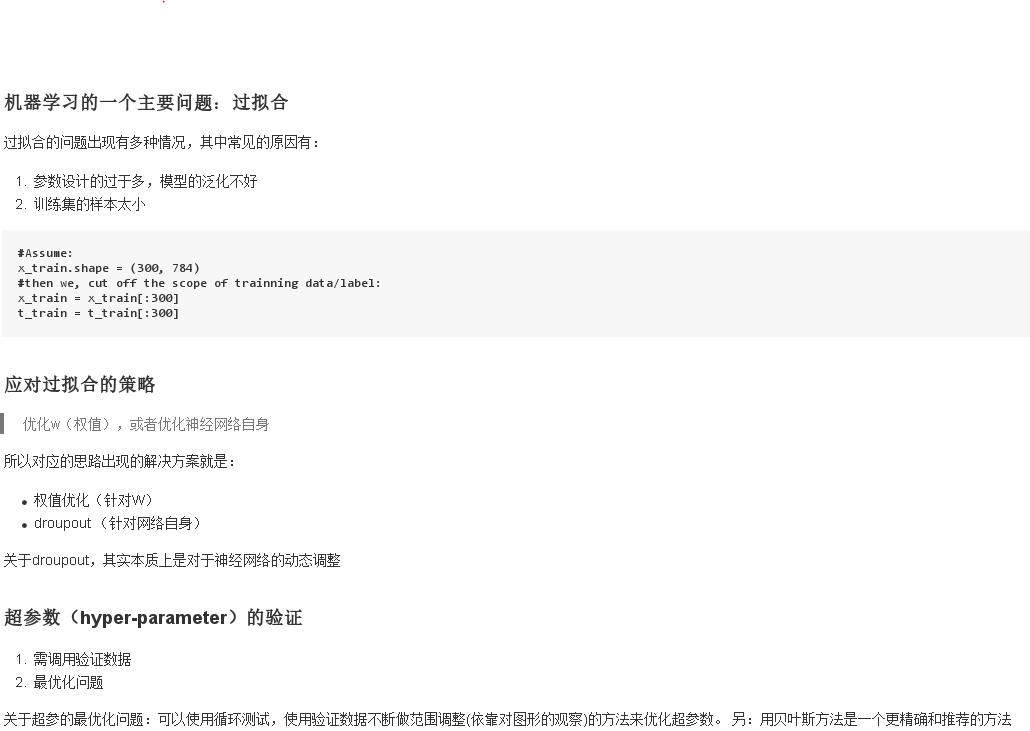 机器学习的一个主要问题：过拟合
过拟合的问题出现有多种情况，其中常见的原因有：
1. 参数设计的过于多，模型的泛化不好
2. 训练集的样本太小
#Assume:
x_train.shape = (300, 784)
#then we, cut off the scope of trainning data/label:
x_train = x_train[:300]
t_train = t_train[:300]
应对过拟合的策略
优化w（权值），或者优化神经网络自身
所以对应的思路出现的解决方案就是：
• 权值优化（针对W）
• droupout （针对网络自身）
关于droupout，其实本质上是对于神经网络的动态调整
超参数（hyper-parameter）的验证
1. 需调用验证数据
2. 最优化问题
关于超参的最优化问题：可以使用循环测试，使用验证数据不断做范围调整(依靠对图形的观察)的方法来优化超参数。 另：用贝叶斯方法是一个更精确和推荐的方法